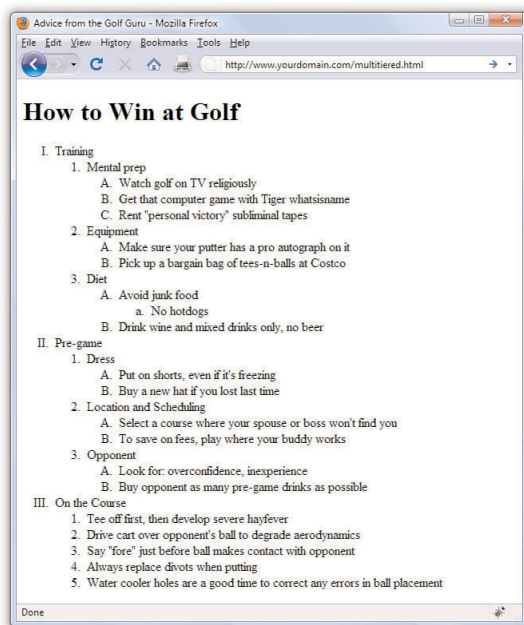 Advice from the Golf Guru - Mozilla Firefox
File Edit View History Bookmarks Tools Help
http://www.yourdomain.com/multitiered.html
How to Win at Golf
I. Training
1. Mental prep
A. Watch golf on TV religiously
B. Get that computer game with Tiger whatsisname
C. Rent "personal victory" subliminal tapes
2. Equipment
A. Make sure your putter has a pro autograph on it
B. Pick up a bargain bag of tees-n-balls at Costco
3. Diet
A. Avoid junk food
a. No hotdogs
B. Drink wine and mixed drinks only, no beer
II. Pre-game
1. Dress
A. Put on shorts, even if it's freezing
B. Buy a new hat if you lost last time
2. Location and Scheduling
A. Select a course where your spouse or boss won't find you
B. To save on fees, play where your buddy works
3. Opponent
A. Look for: overconfidence, inexperience
B. Buy opponent as many pre-game drinks as possible
III. On the Course
1. Tee off first, then develop severe hayfever
2. Drive cart over opponent's ball to degrade aerodynamics
3. Say "fore" just before ball makes contact with opponent
4. Always replace divots when putting
5. Water cooler holes are a good time to correct any errors in ball placement
Done